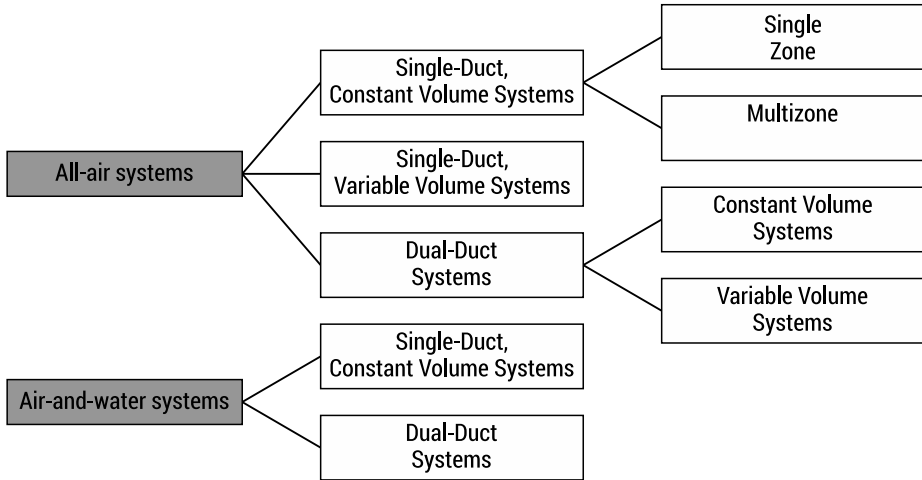 All-air systems
Single-Duct,
Constant Volume Systems
Single
Zone
Multizone
Single-Duct,
Variable Volume Systems
Dual-Duct
Systems
Constant Volume
Systems
Variable Volume
Systems
Air-and-water systems
Single-Duct,
Constant Volume Systems
Dual-Duct
Systems